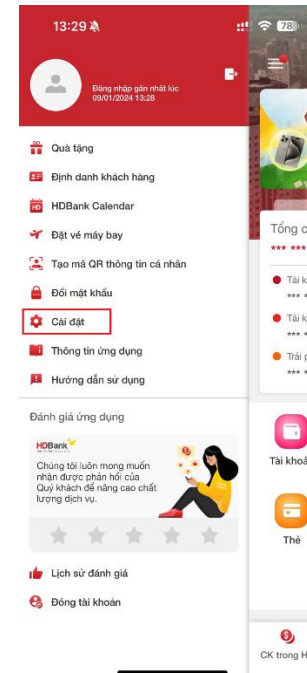 13:29
78
Đăng nhập gần nhất lúc
09/01/2024 13:28
Quà tặng
Định danh khách hàng
HDBank Calendar
Đặt vé máy bay
Tạo mã QR thông tin cá nhân
Đổi mật khẩu
Cài đặt
Thông tin ứng dụng
Hướng dẫn sử dụng
Đánh giá ứng dụng
HDBank
Chúng tôi luôn mong muốn
nhận được phản hồi của
Quý khách để nâng cao chất
lượng dịch vụ.
Lịch sử đánh giá
Đóng tài khoản
Tổng c
*** ***
Tài k
*** *
Tài k
*** *
Trái p
*** *
Tài khoả
Thẻ
CK trong H